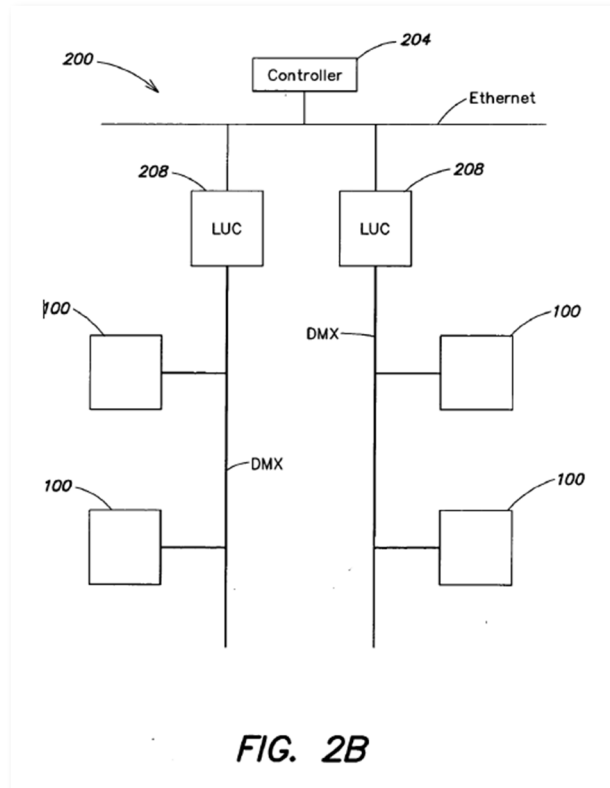 204
200
Controller
Ethernet
208
208
LUC
LUC
100
100
DMX
DMX
100
100
FIG. 2B